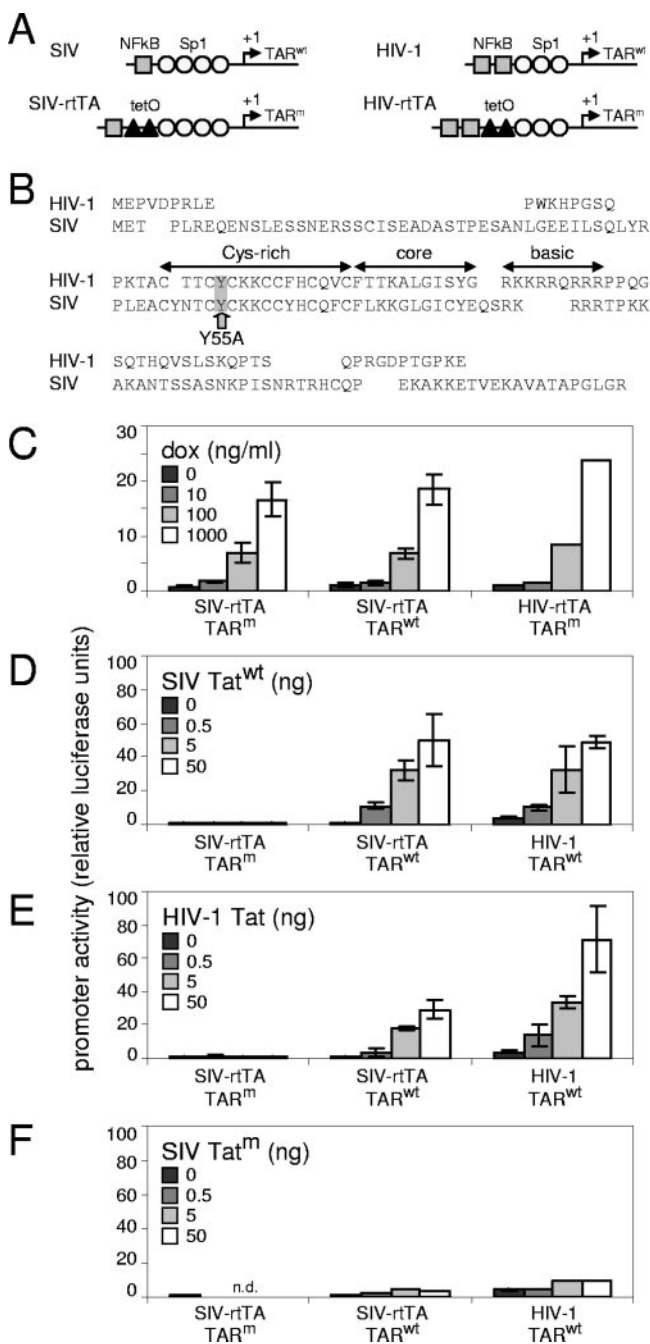 A
SIV
NFkB Sp1 +1 TARwt
SIV-rtTA
tetO +1 TARm
HIV-1
NFkB Sp1 +1 TARwt
HIV-rtTA
tetO +1 TARm
B
HIV-1 MEPVDPRLE PWKHPGSQ
SIV MET PLREQENSLESSNERSSCISEADASTPESANLGEEILSQLYR
Cys-rich core basic
HIV-1 PKTAC TTCYCKKCCFHCQVCFTTKALGISYG RKKRRQRRRPPQG
SIV PLEACYNTCYCKKCCYHCQFCFLKKGLGICYEQSRK RRRTPKK
Y55A
HIV-1 SQTHQVSLSKQPTS QPRGDPTGPKE
SIV AKANTSSASNKPISNRTRHCQP EKAKKETVEKAVATAPGLGR
promoter activity (relative luciferase units)
C
30
20
10
0
dox (ng/ml)
0
10
100
1000
SIV-rtTA TARm
SIV-rtTA TARwt
HIV-rtTA TARm
D
100
80
60
40
20
0
SIV Tatwt (ng)
0
0.5
5
50
SIV-rtTA TARm
SIV-rtTA TARwt
HIV-1 TARwt
E
100
80
60
40
20
0
HIV-1 Tat (ng)
0
0.5
5
50
SIV-rtTA TARm
SIV-rtTA TARwt
HIV-1 TARwt
F
100
80
60
40
20
0
SIV Tatm (ng)
0
0.5
5
50
n.d.
SIV-rtTA TARm
SIV-rtTA TARwt
HIV-1 TARwt